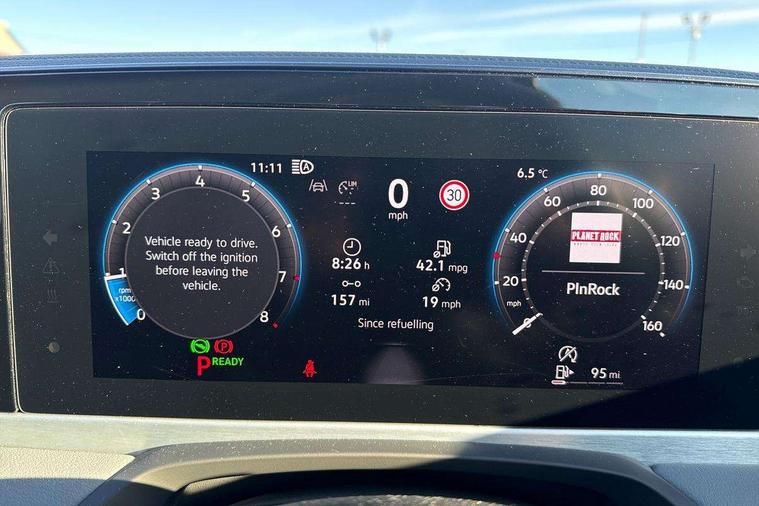 11:11
A
LIM
0
mph
30
6.5 °C
0
1
2
3
4
5
6
7
8
rpm
x1000
Vehicle ready to drive.
Switch off the ignition
before leaving the
vehicle.
8:26 h
42.1 mpg
157 mi
19 mph
Since refuelling
0
20
40
60
80
100
120
140
160
mph
PLANET ROCK
PlnRock
P
P
READY
A
95 mi